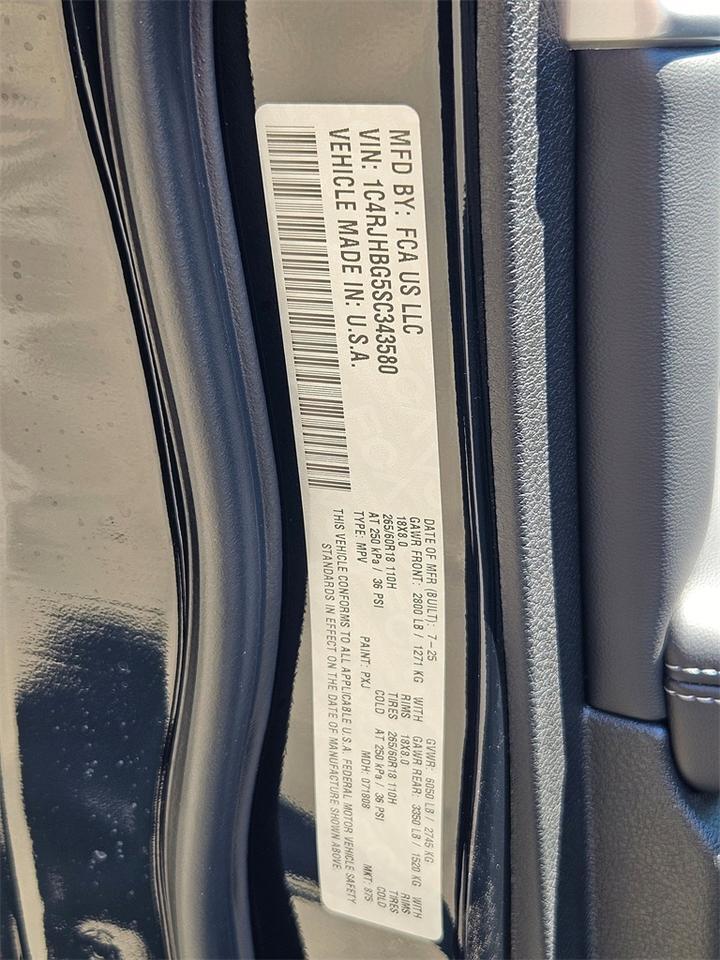 MFD BY: FCA US LLC
VIN: 1C4RJHBG5SC343580
VEHICLE MADE IN: U.S.A.
DATE OF MFR (BUILT): 7-25 GVWR: 6050 LB / 2745 KG
GAWR FRONT: 2800 LB / 1271 KG WITH GAWR REAR: 3350 LB / 1520 KG WITH
18X8.0 RIMS 18X8.0 RIMS
265/60R18 110H TIRES 265/60R18 110H TIRES
AT 250 kPa / 36 PSI COLD AT 250 kPa / 36 PSI COLD
TYPE: MPV PAINT: PXJ MDH: 071808 MKT: 875
THIS VEHICLE CONFORMS TO ALL APPLICABLE U.S.A. FEDERAL MOTOR VEHICLE SAFETY
STANDARDS IN EFFECT ON THE DATE OF MANUFACTURE SHOWN ABOVE.